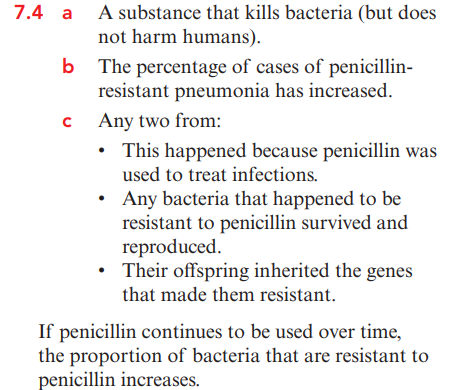 7.4 a A substance that kills bacteria (but does
not harm humans).
b The percentage of cases of penicillin-
resistant pneumonia has increased.
c Any two from:
• This happened because penicillin was
used to treat infections.
• Any bacteria that happened to be
resistant to penicillin survived and
reproduced.
• Their offspring inherited the genes
that made them resistant.
If penicillin continues to be used over time,
the proportion of bacteria that are resistant to
penicillin increases.